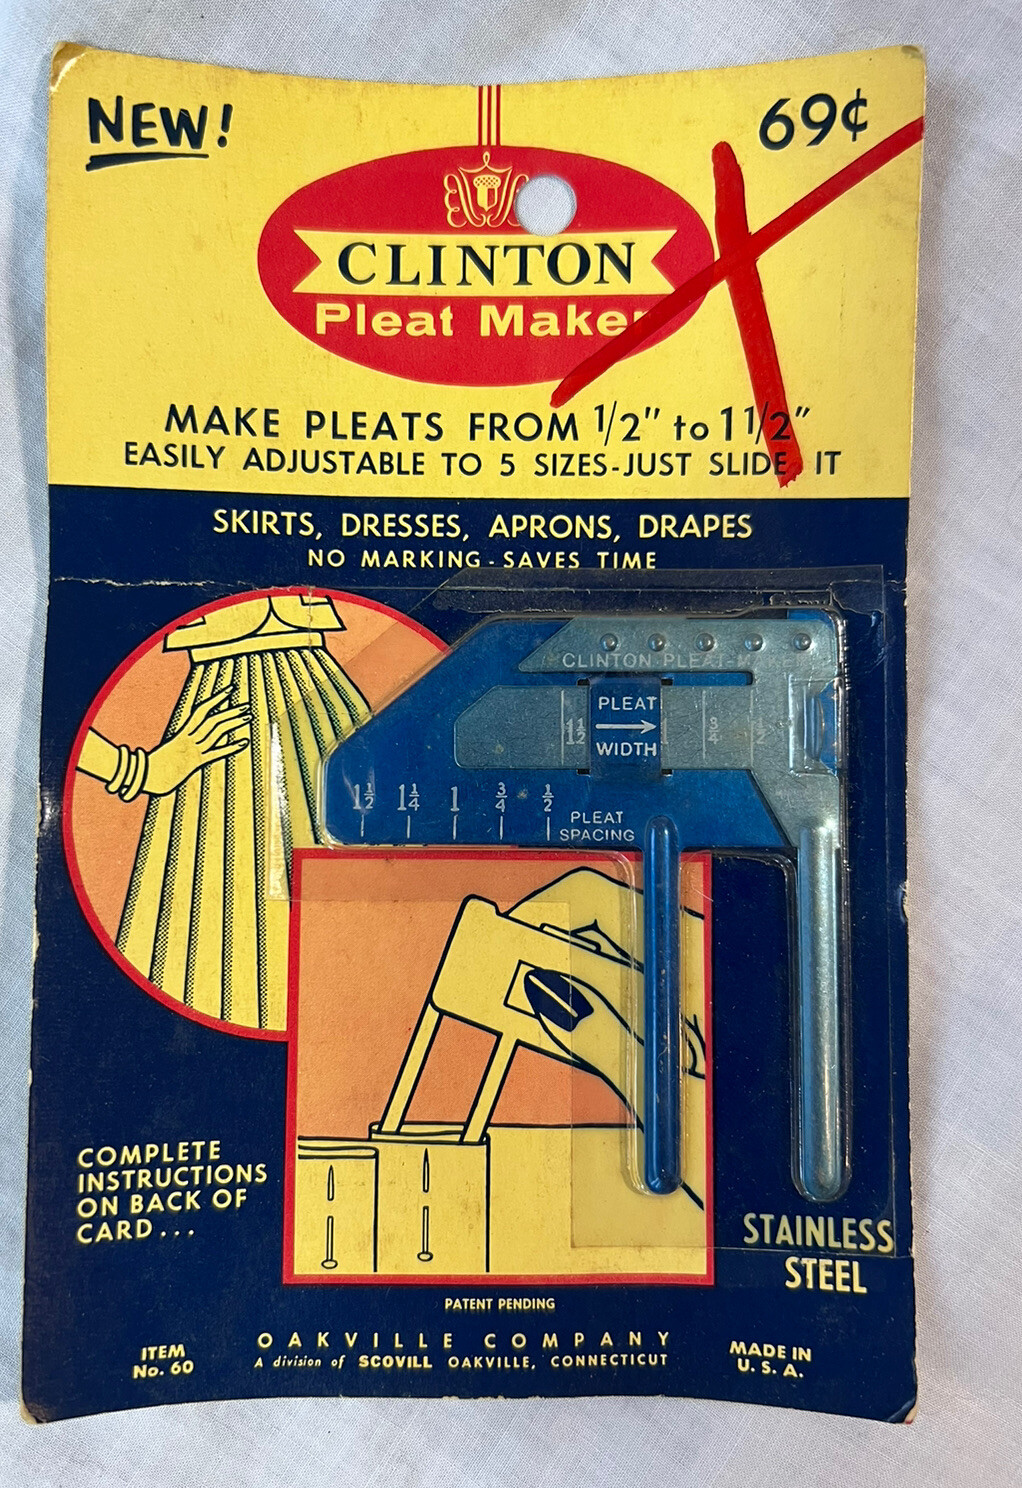 NEW!
69¢
CLINTON
Pleat Maker
MAKE PLEATS FROM 1/2" to 1 1/2"
EASILY ADJUSTABLE TO 5 SIZES-JUST SLIDE IT
SKIRTS, DRESSES, APRONS, DRAPES
NO MARKING - SAVES TIME
CLINTON PLEAT MAKER
PLEAT
WIDTH
1 1/2 1 3/4 1/2
1 1/2 1 1/4 1 3/4 1/2
PLEAT
SPACING
COMPLETE
INSTRUCTIONS
ON BACK OF
CARD...
STAINLESS
STEEL
PATENT PENDING
OAKVILLE COMPANY
A division of SCOVILL OAKVILLE, CONNECTICUT
ITEM
No. 60
MADE IN
U. S. A.